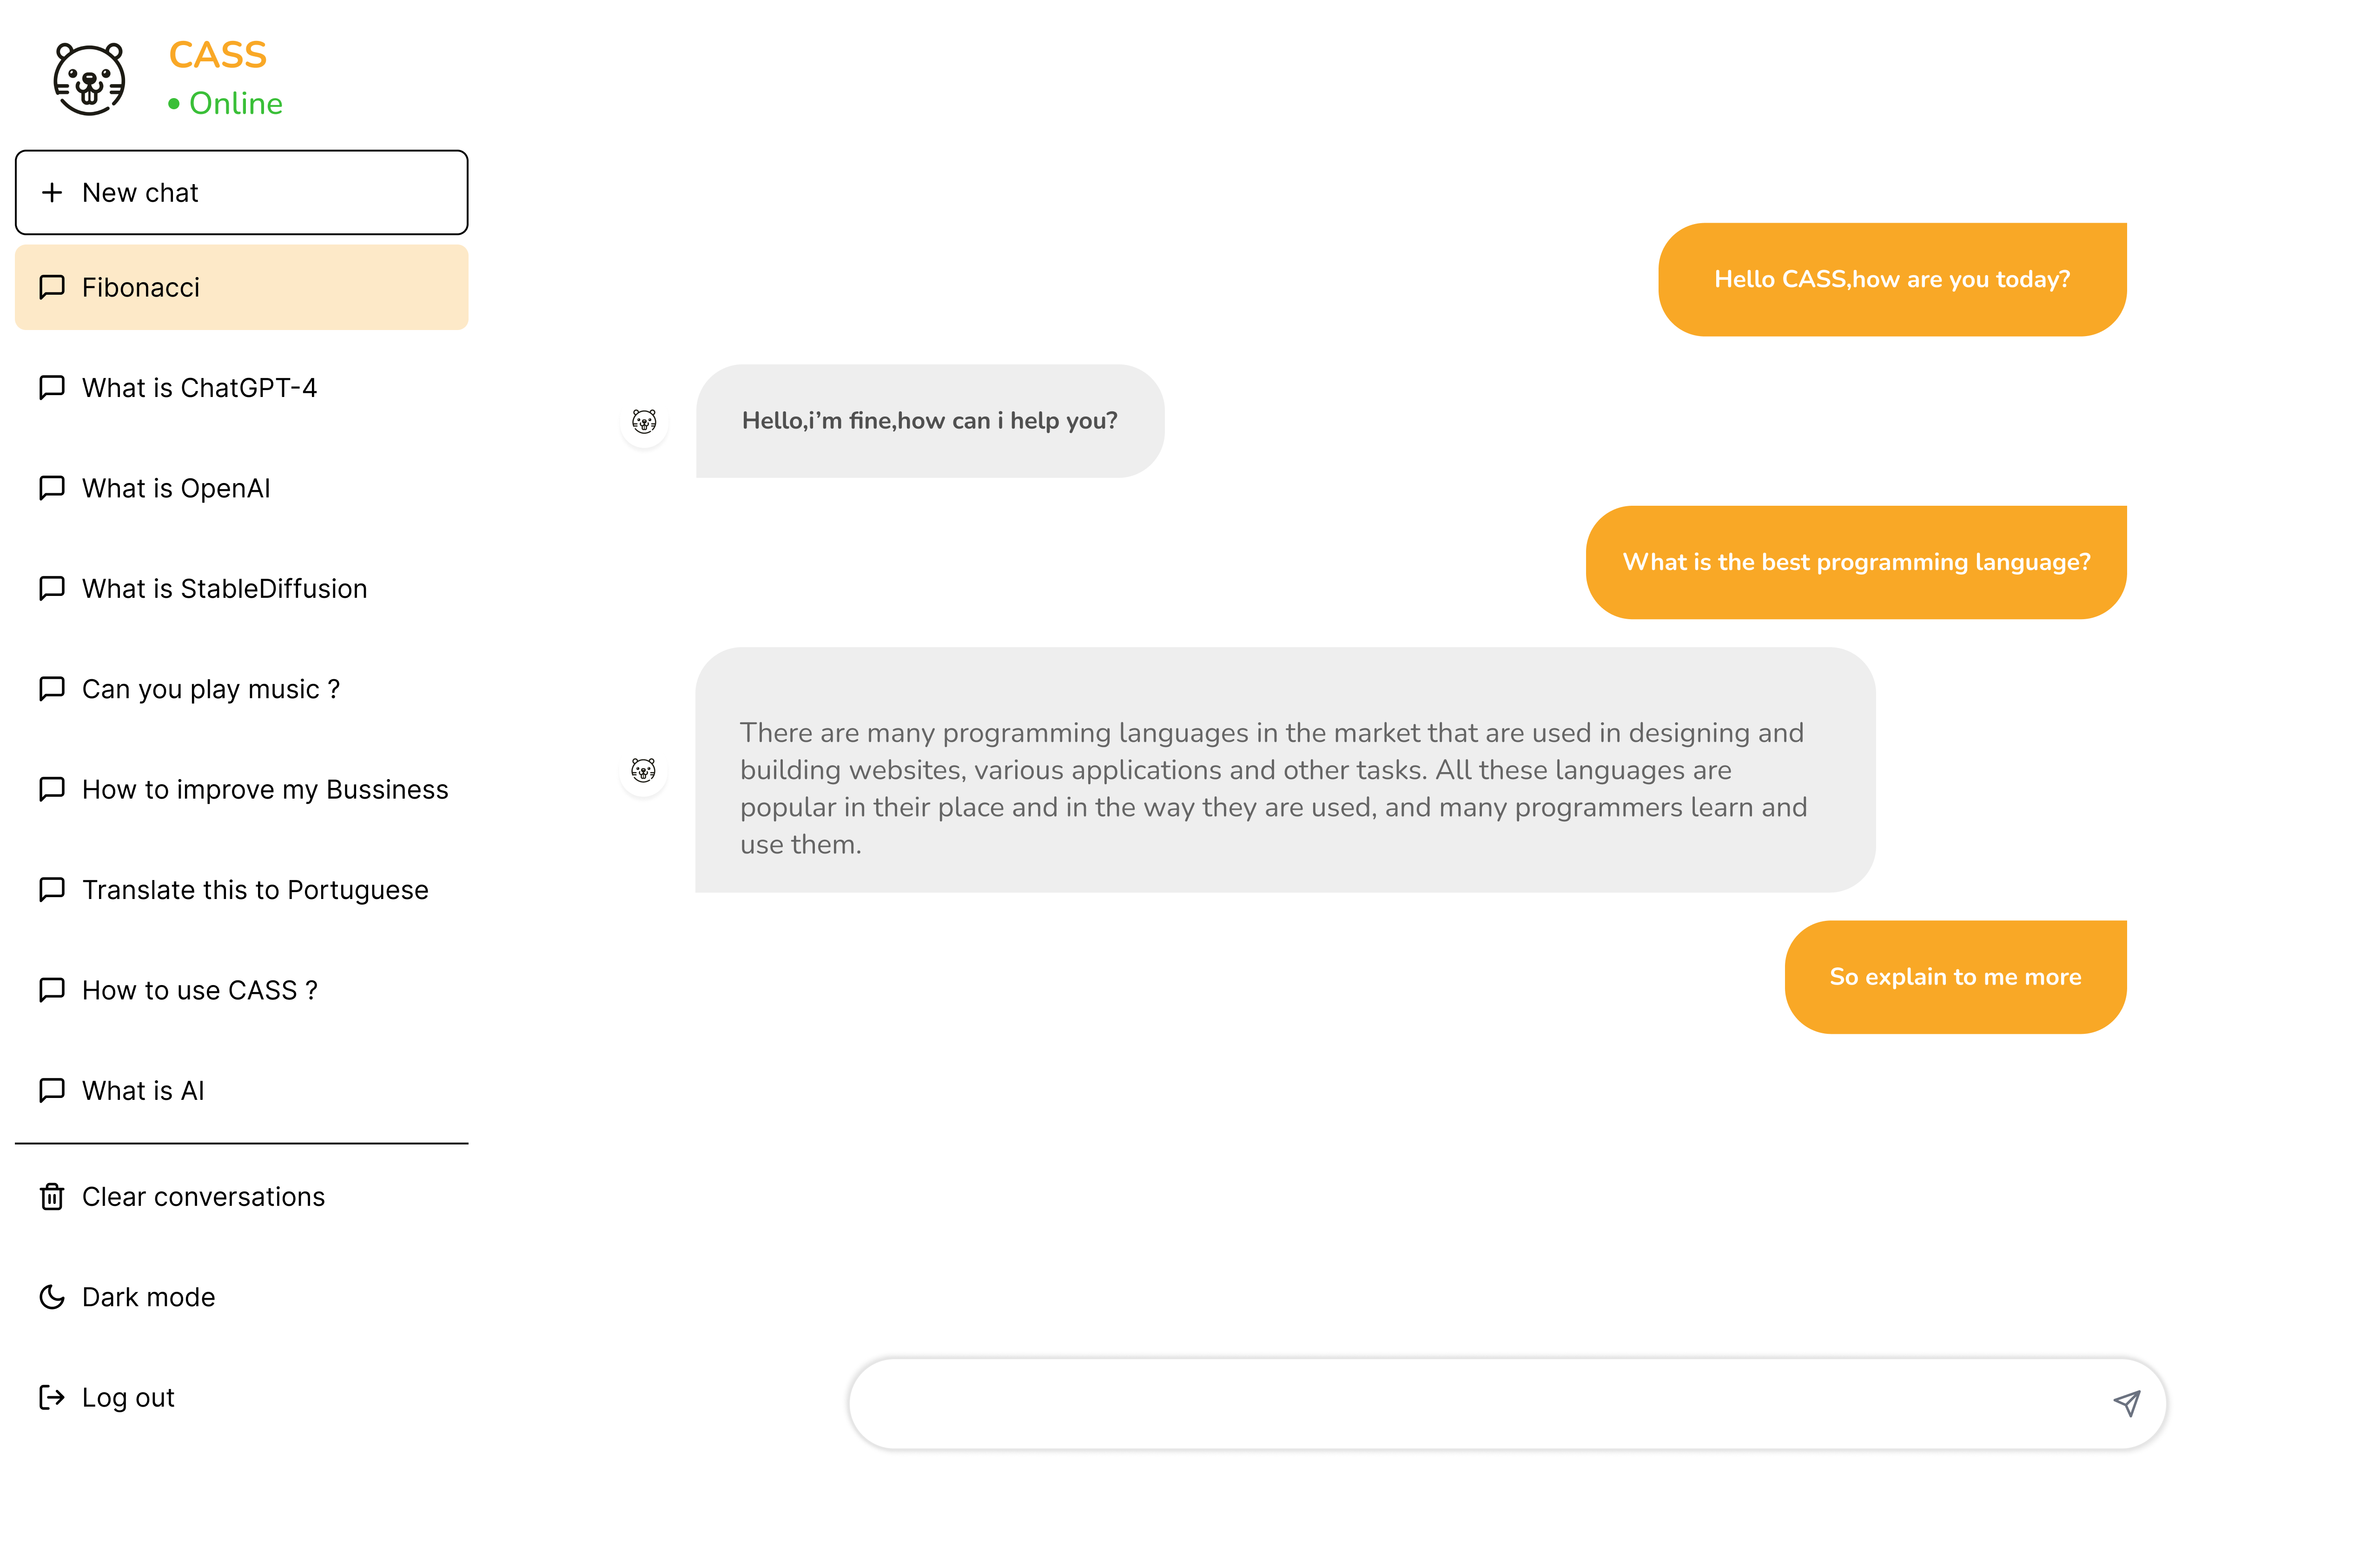 CASS
Online
New chat
Fibonacci
What is ChatGPT-4
What is OpenAI
What is StableDiffusion
Can you play music ?
How to improve my Bussiness
Translate this to Portuguese
How to use CASS ?
What is AI
Clear conversations
Dark mode
Log out
Hello CASS,how are you today?
Hello,i’m fine,how can i help you?
What is the best programming language?
There are many programming languages in the market that are used in designing and
building websites, various applications and other tasks. All these languages are
popular in their place and in the way they are used, and many programmers learn and
use them.
So explain to me more